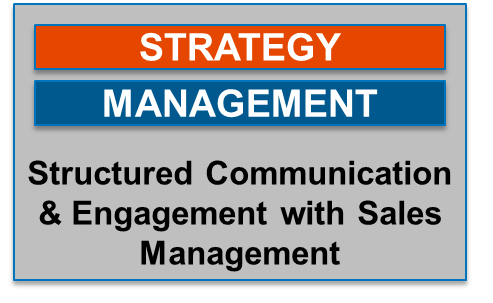 STRATEGY
MANAGEMENT
Structured Communication
& Engagement with Sales
Management